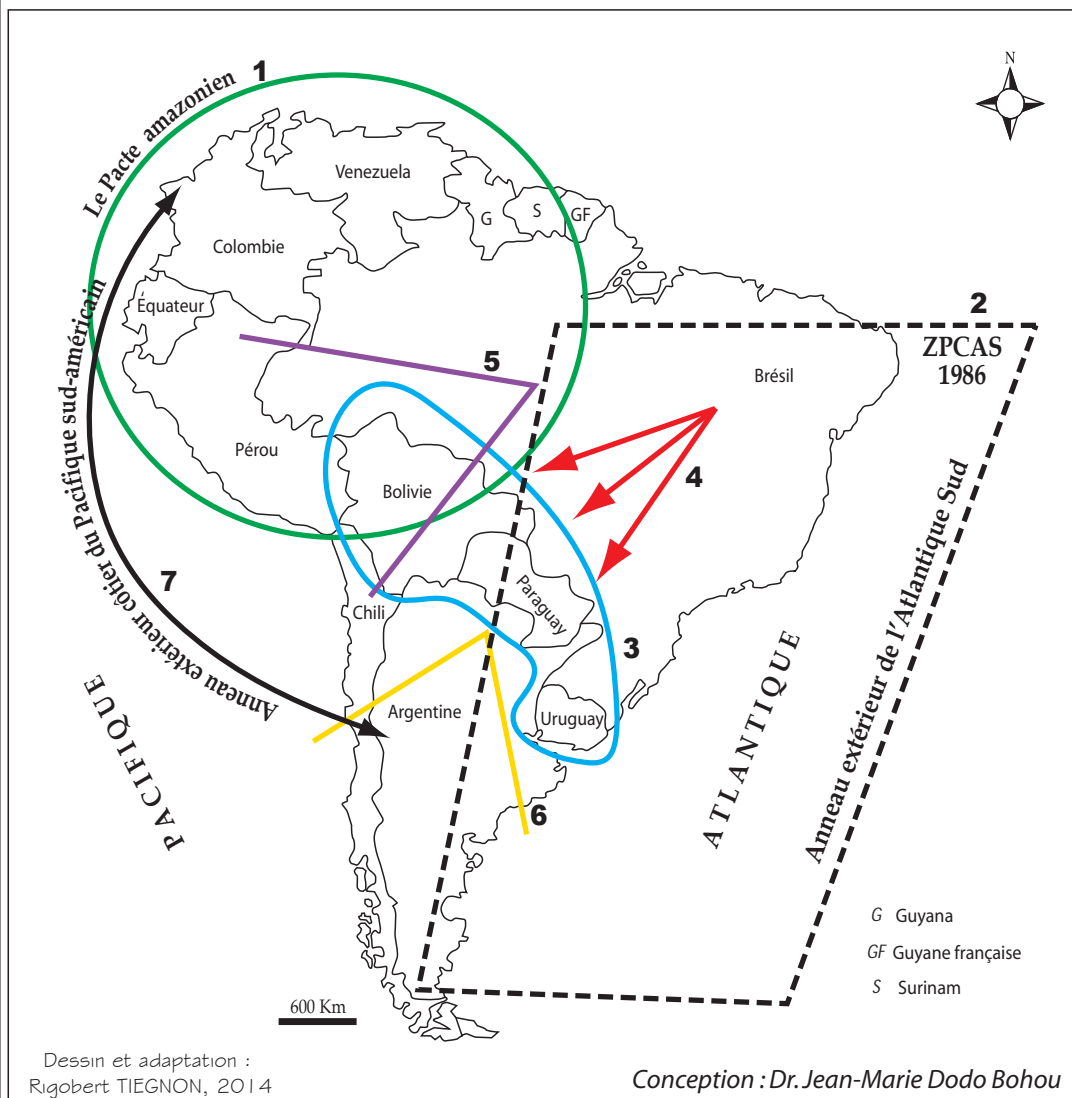 N
1
Le Pacte amazonien
Venezuela
G
S
GF
Colombie
Équateur
2
ZPCAS
1986
5
Brésil
Pérou
Bolivie
4
Anneau extérieur côtier du Pacifique sud-américain
7
Chili
Paraguay
3
Anneau extérieur de l'Atlantique Sud
Argentine
Uruguay
PACIFIQUE
ATLANTIQUE
6
G Guyana
GF Guyane française
S Surinam
600 Km
Dessin et adaptation :
Rigobert TIEGNON, 2014
Conception : Dr. Jean-Marie Dodo Bohou